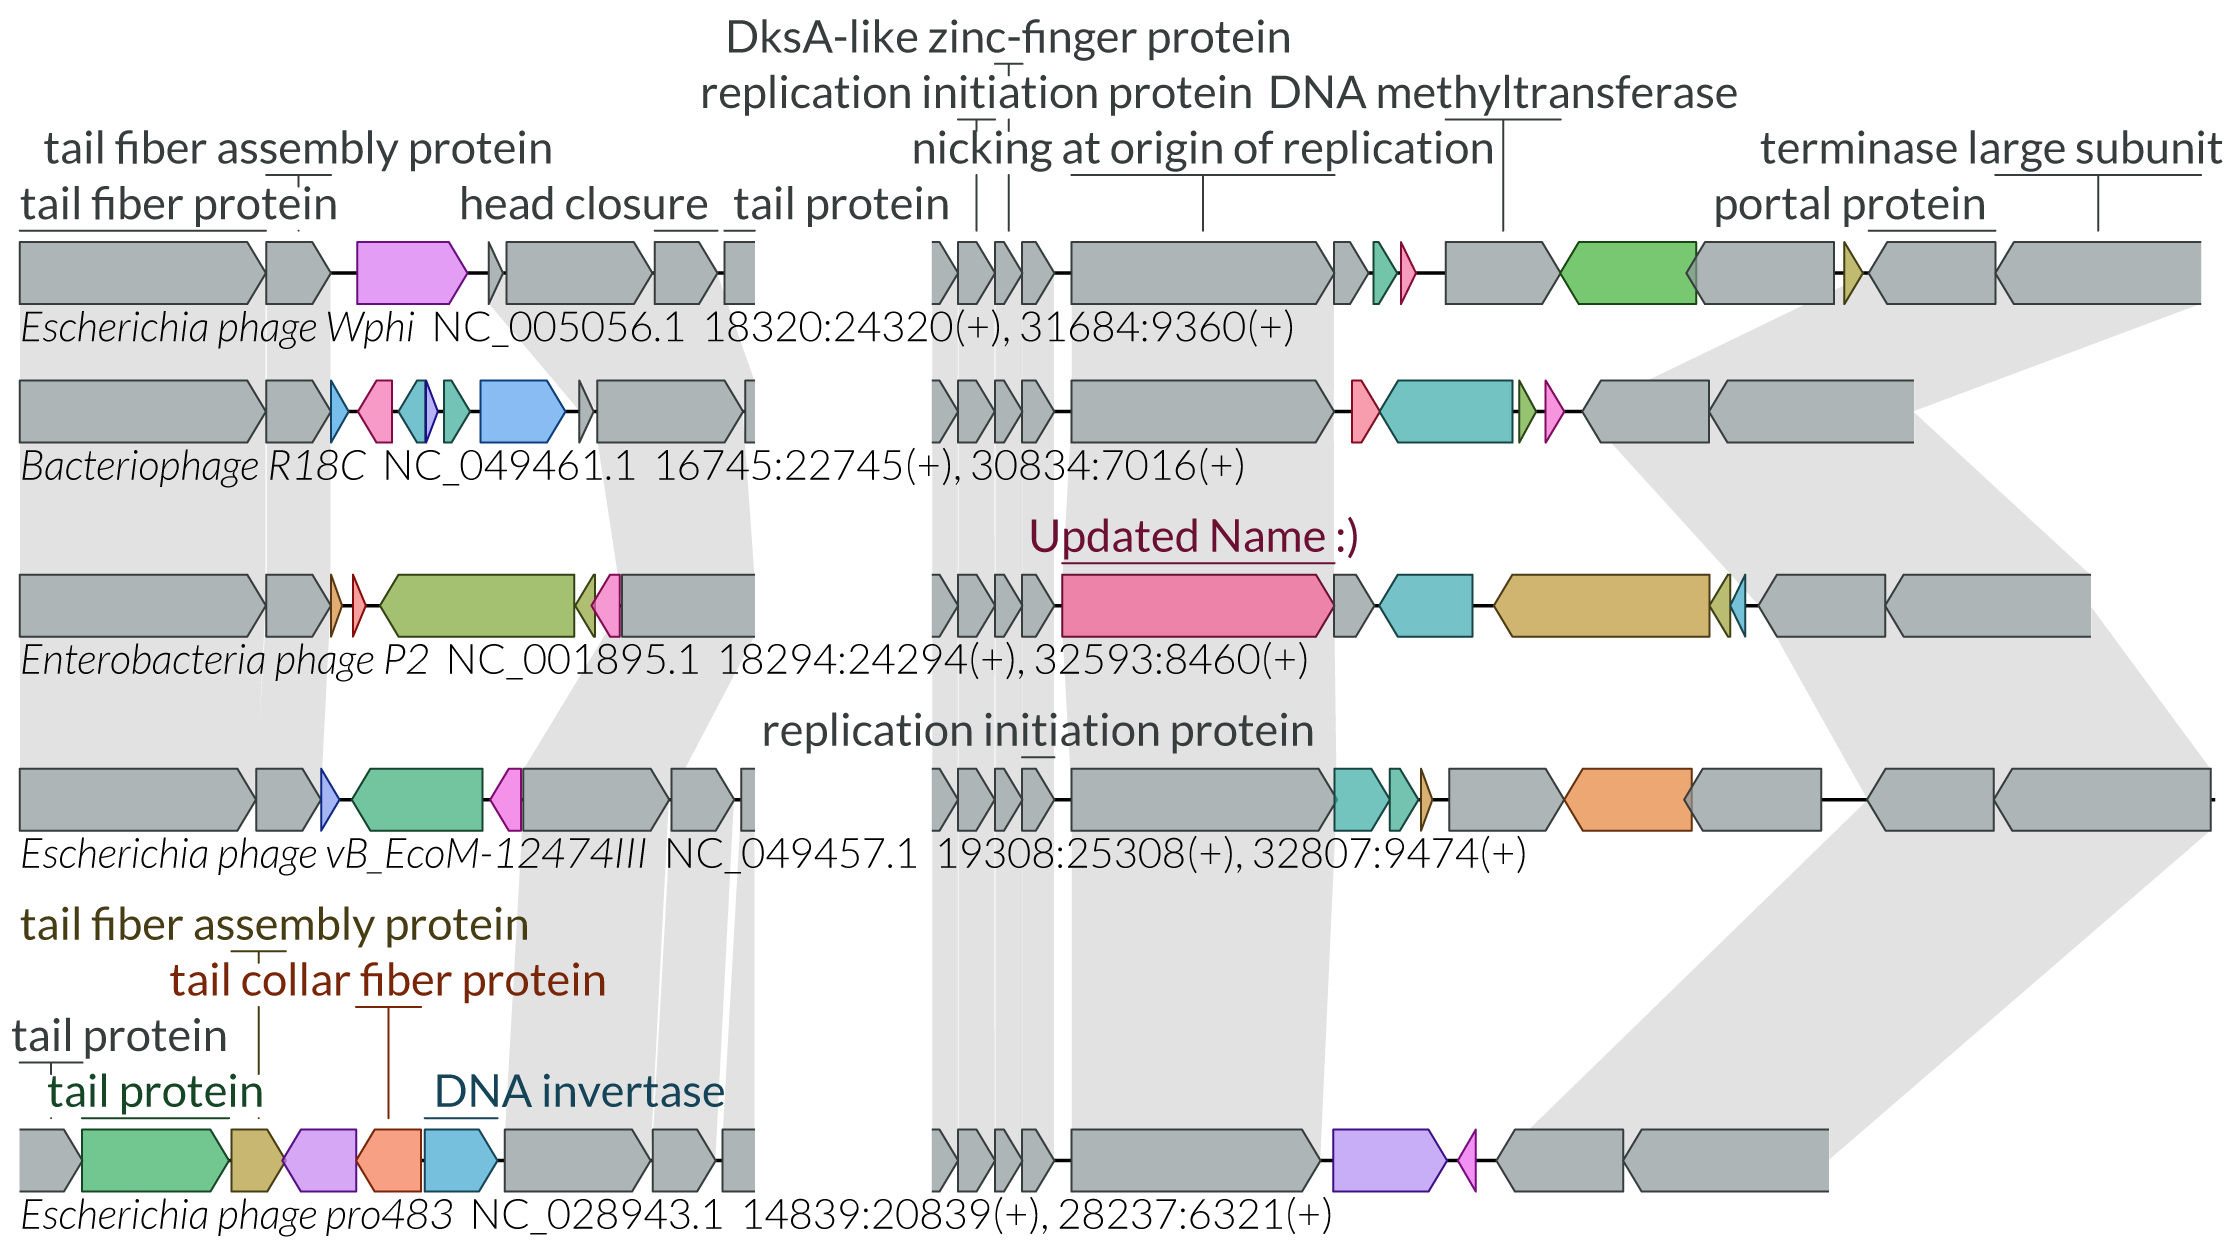 DksA-like zinc-finger protein
replication initiation protein DNA methyltransferase
tail fiber assembly protein nicking at origin of replication terminase large subunit
tail fiber protein head closure tail protein portal protein
Escherichia phage Wphi NC_005056.1 18320:24320(+), 31684:9360(+)
Bacteriophage R18C NC_049461.1 16745:22745(+), 30834:7016(+)
Updated Name :)
Enterobacteria phage P2 NC_001895.1 18294:24294(+), 32593:8460(+)
replication initiation protein
Escherichia phage vB_EcoM-12474III NC_049457.1 19308:25308(+), 32807:9474(+)
tail fiber assembly protein
tail collar fiber protein
tail protein
tail protein DNA invertase
Escherichia phage pro483 NC_028943.1 14839:20839(+), 28237:6321(+)